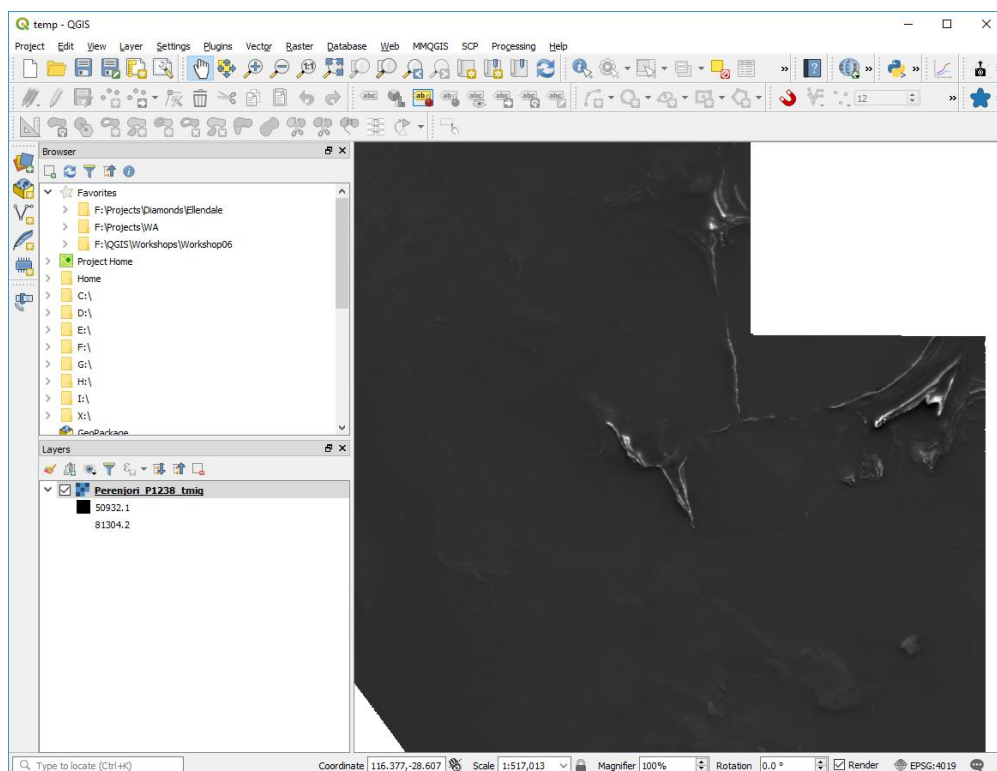 temp - QGIS
Project Edit View Layer Settings Plugins Vector Raster Database Web MMQGIS SCP Processing Help
12
Browser
Favorites
F:\Projects\Diamonds\Ellendale
F:\Projects\WA
F:\QGIS\Workshops\Workshop06
Project Home
Home
C:\
D:\
E:\
F:\
G:\
H:\
I:\
X:\
GeoPackage
Layers
Perenjori_P1238_tmig
50932.1
81304.2
Type to locate (Ctrl+K) Coordinate 116.377,-28.607 Scale 1:517,013 Magnifier 100% Rotation 0.0 ° Render EPSG:4019